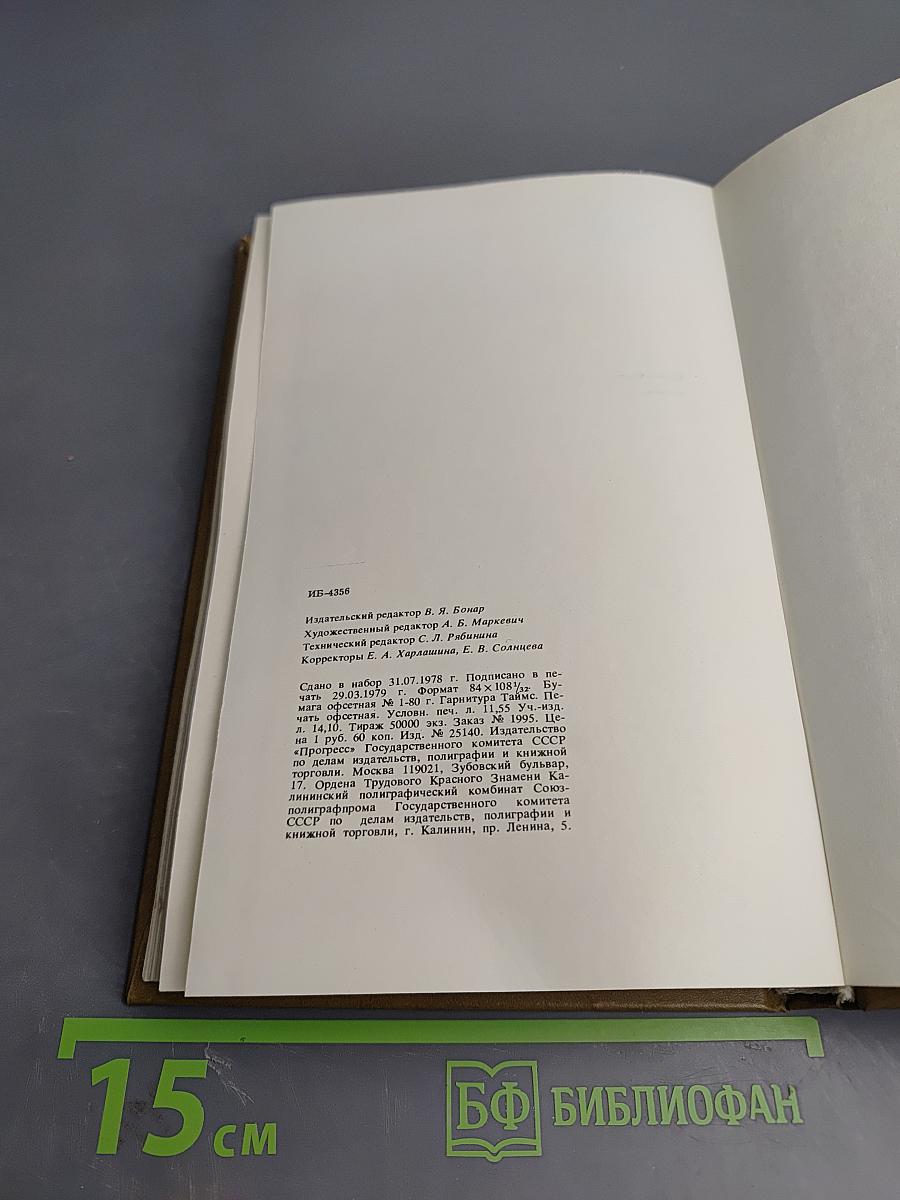 ИБ–4356
Издательский редактор В. Я. Бонар
Художественный редактор А. Б. Маркевич
Технический редактор С. Л. Рябинина
Корректоры Е. А. Харлашина, Е. В. Солнцева
Сдано в набор 31.07.1978 г. Подписано в пе-
чать 29.03.1979 г. Формат 84×108 1/32. Бу-
мага офсетная № 1-80 г. Гарнитура Таймс. Пе-
чать офсетная. Условн. печ. л. 11,55 Уч.-изд.
л. 14,10. Тираж 50000 экз. Заказ № 1995. Це-
на 1 руб. 60 коп. Изд. № 25140. Издательство
«Прогресс» Государственного комитета СССР
по делам издательств, полиграфии и книжной
торговли. Москва 119021, Зубовский бульвар,
17. Ордена Трудового Красного Знамени Ка-
лининский полиграфический комбинат Союз-
полиграфпрома Государственного комитета
СССР по делам издательств, полиграфии и
книжной торговли, г. Калинин, пр. Ленина, 5.
15 см
БФ БИБЛИОФАН